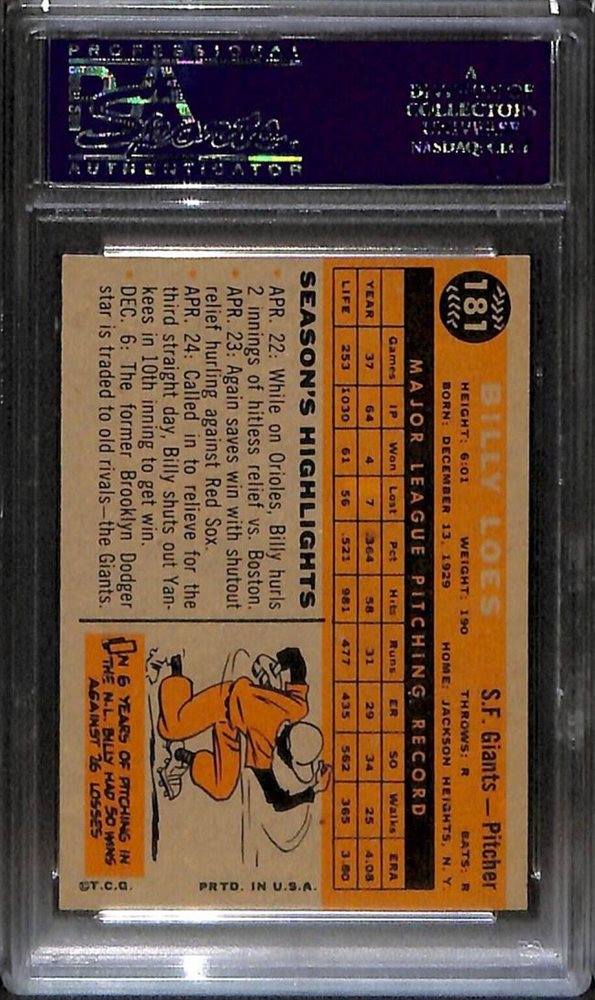 PROFESSIONAL
PSA
AUTHENTICATOR
A
DIVISION OF
COLLECTORS
UNIVERSE
NASDAQ: CLCT
181
BILLY LOES
S.F. Giants — Pitcher
HEIGHT: 6:01 WEIGHT: 190 THROWS: R BATS: R
BORN: DECEMBER 13, 1929 HOME: JACKSON HEIGHTS, N. Y.
MAJOR LEAGUE PITCHING RECORD
Games IP Won Lost Pct Hits Runs ER SO Walks ERA
YEAR 37 64 4 7 .364 58 31 29 34 25 4.08
LIFE 253 1030 61 56 .521 981 477 435 562 365 3.80
SEASON'S HIGHLIGHTS
• APR. 22: While on Orioles, Billy hurls
2 innings of hitless relief vs. Boston.
• APR. 23: Again saves win with shutout
relief hurling against Red Sox.
• APR. 24: Called in to relieve for the
third straight day, Billy shuts out Yan-
kees in 10th inning to get win.
• DEC. 6: The former Brooklyn Dodger
star is traded to old rivals—the Giants.
IN 6 YEARS OF PITCHING IN
THE N.L. BILLY HAD 50 WINS
AGAINST 26 LOSSES
©T.C.G. PRTD. IN U.S.A.